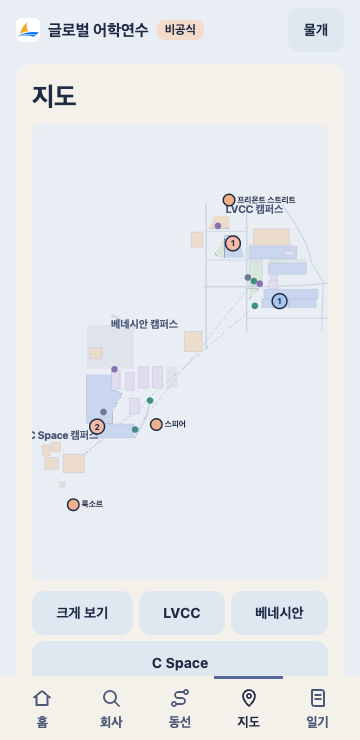 글로벌 어학연수 비공식 물개
지도
프리몬트 스트리트
LVCC 캠퍼스
1
1
베네시안 캠퍼스
2
스피어
C Space 캠퍼스
룩소르
크게 보기 LVCC 베네시안
C Space
홈 회사 동선 지도 일기